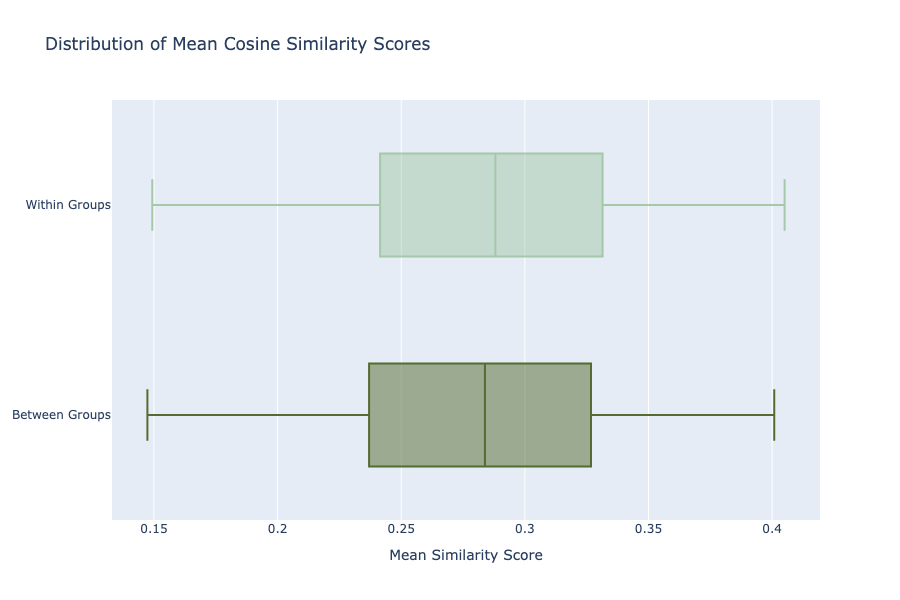 Distribution of Mean Cosine Similarity Scores
Within Groups
Between Groups
0.15
0.2
0.25
0.3
0.35
0.4
Mean Similarity Score